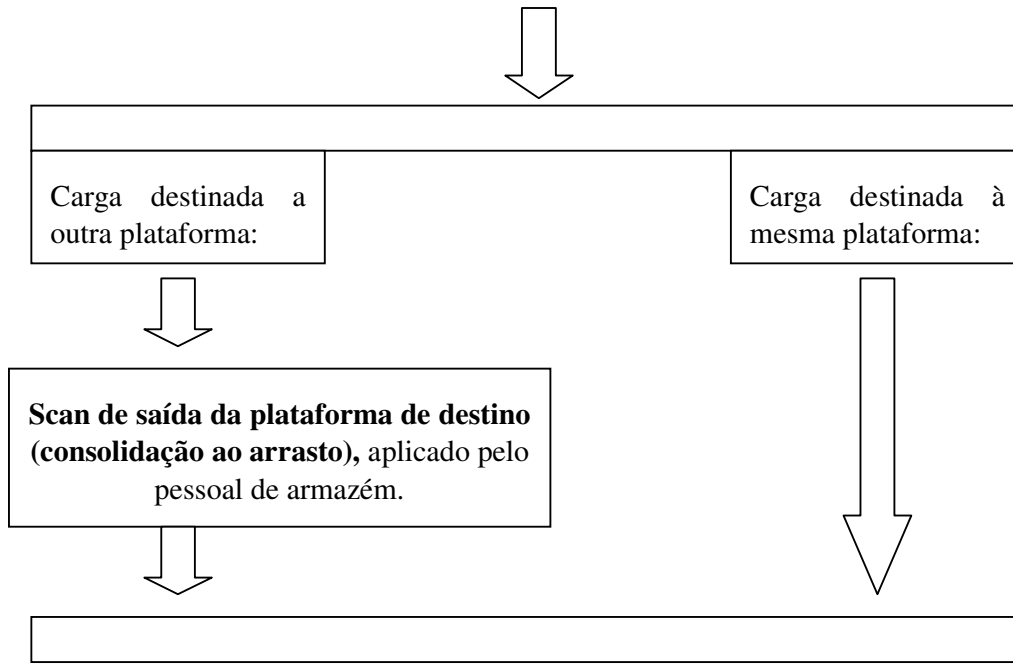 Carga destinada a
outra plataforma:
Carga destinada à
mesma plataforma:
Scan de saída da plataforma de destino
(consolidação ao arrasto), aplicado pelo
pessoal de armazém.